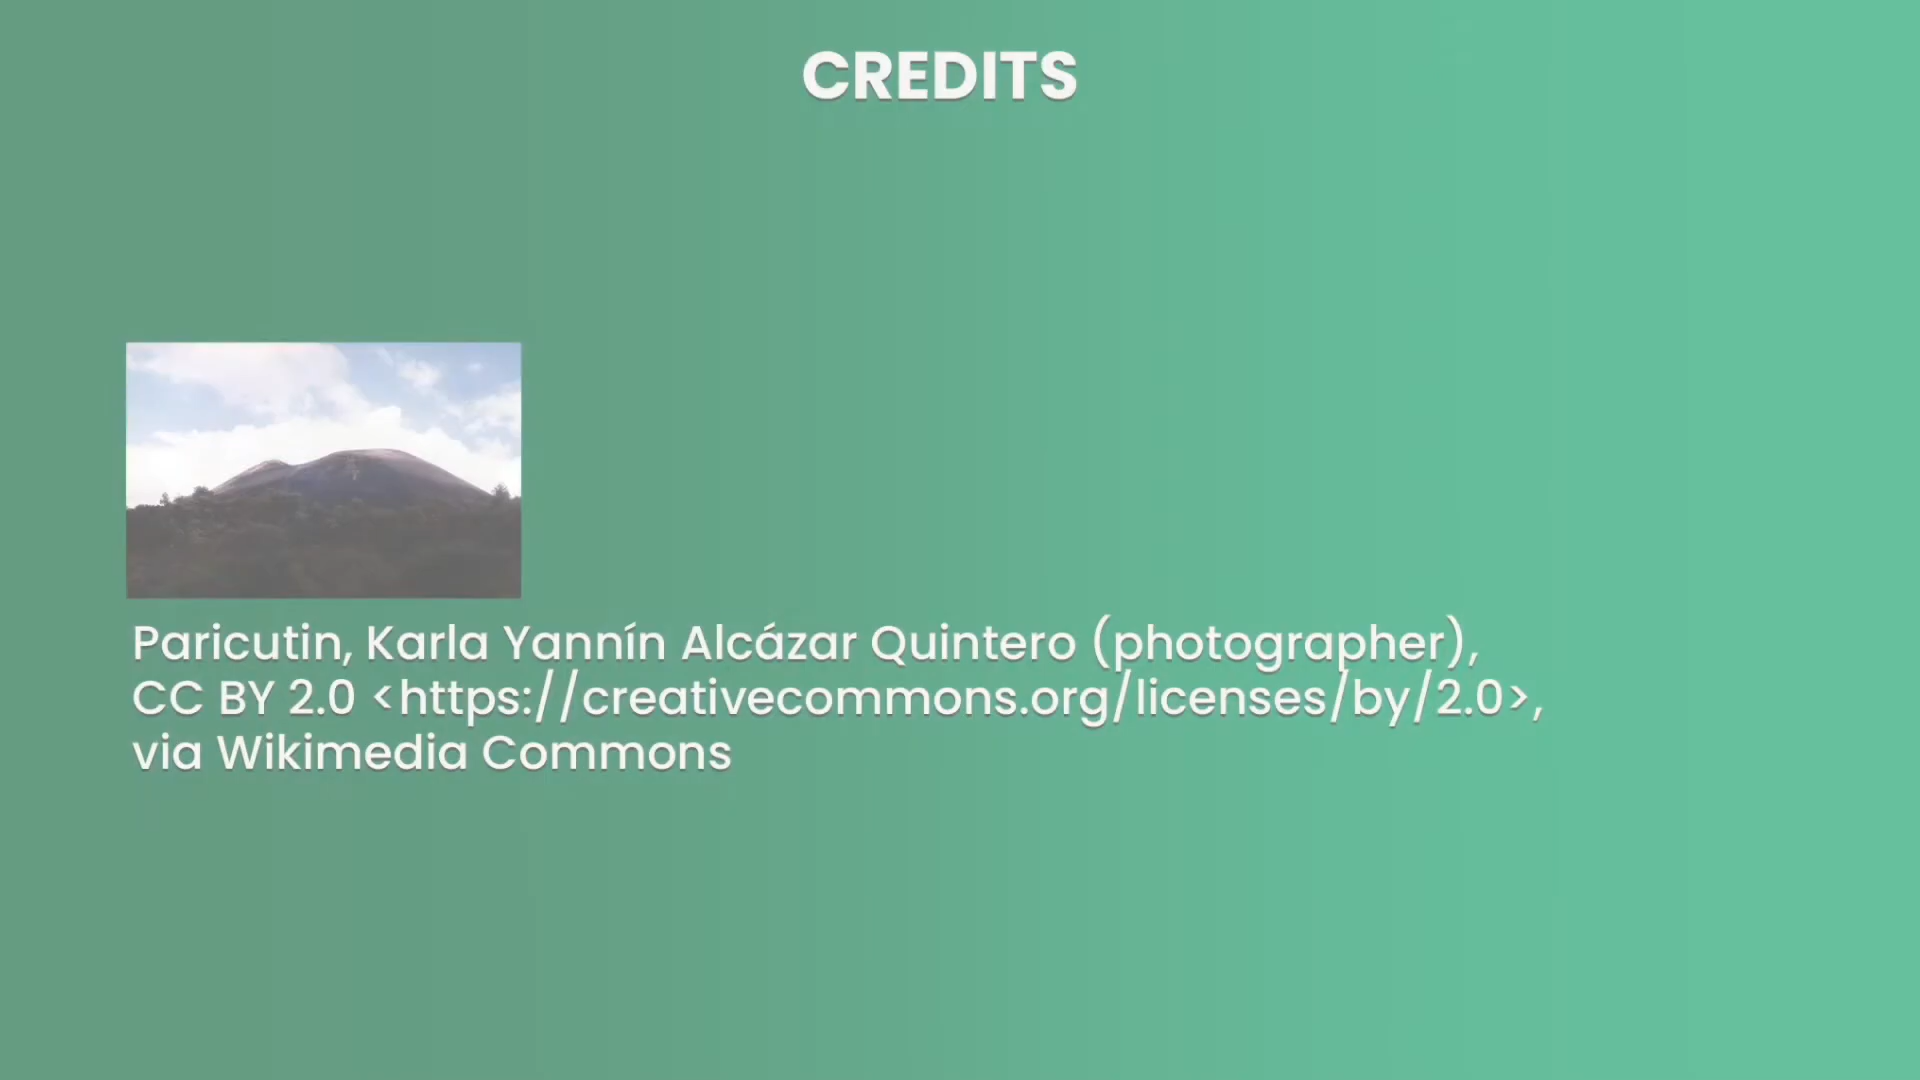 CREDITS
Paricutin, Karla Yannín Alcázar Quintero (photographer),
CC BY 2.0 <https://creativecommons.org/licenses/by/2.0>,
via Wikimedia Commons